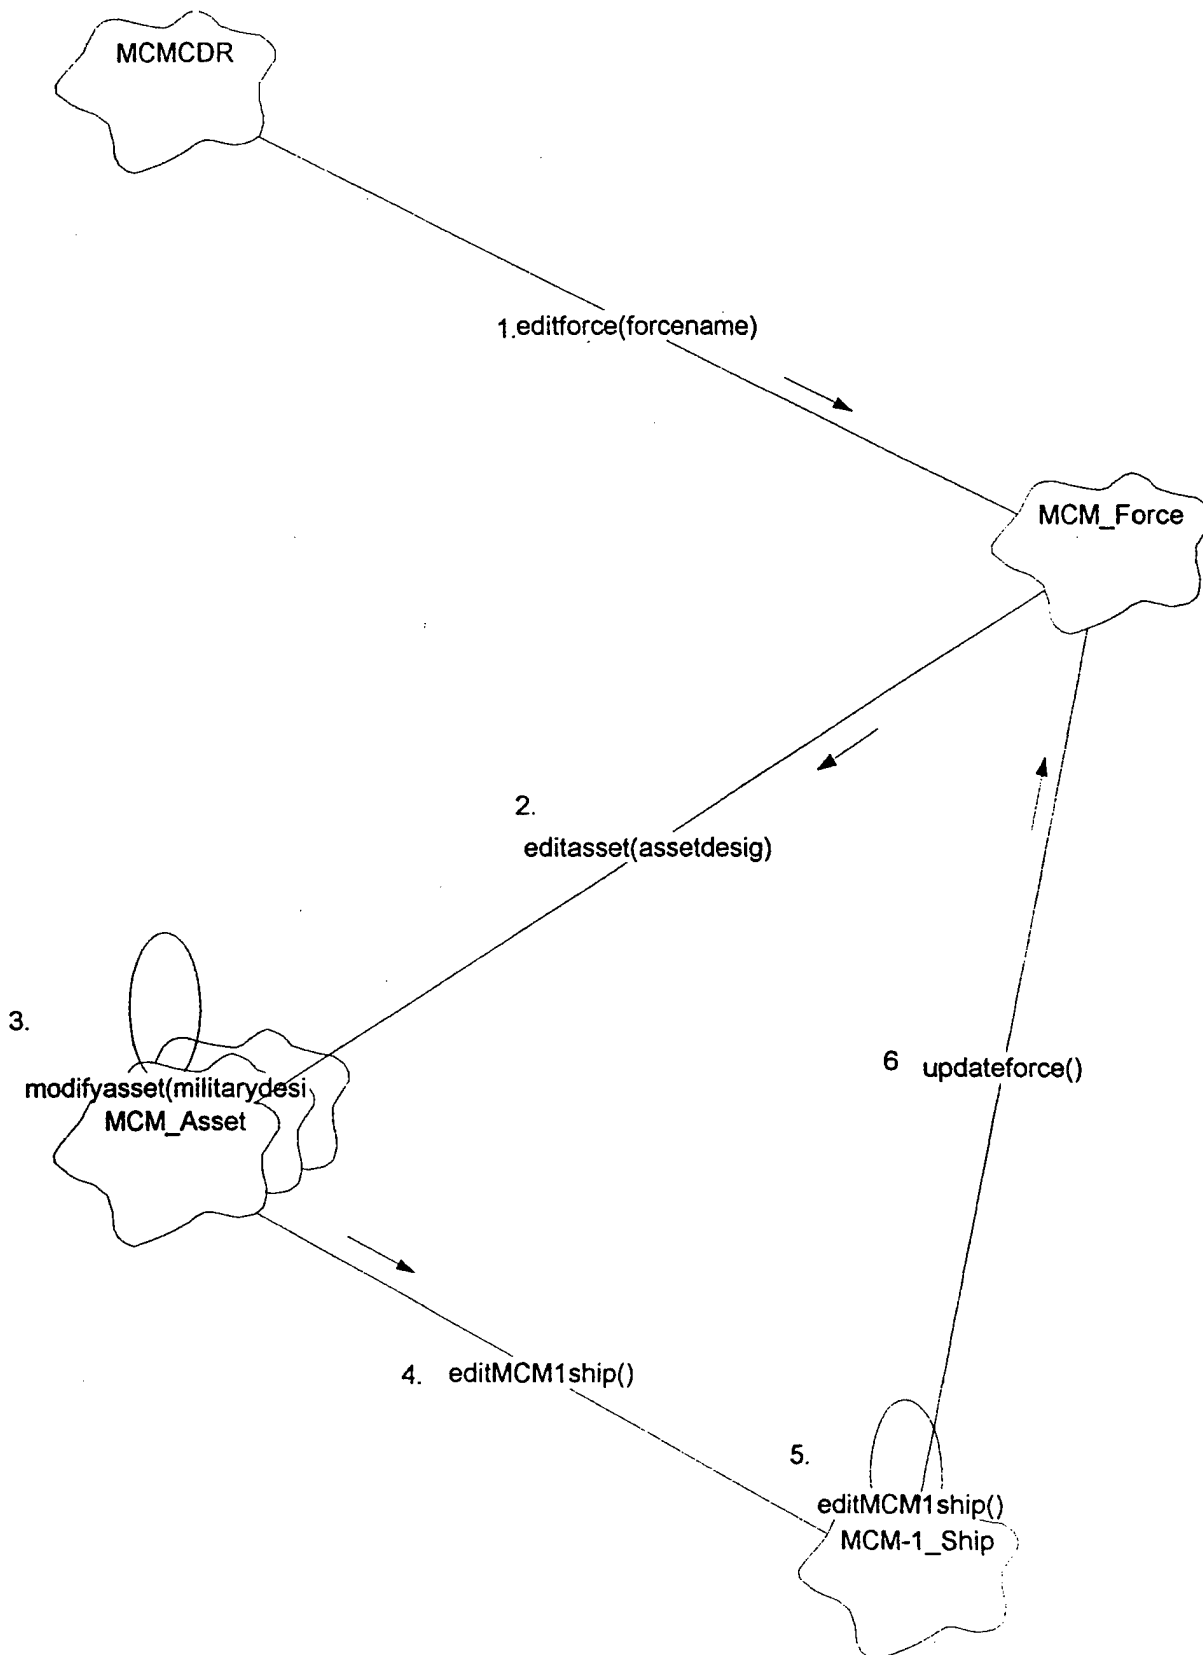 MCMCDR
1.editforce(forcename)
MCM_Force
2.
editasset(assetdesig)
3.
modifyasset(militarydesi
MCM_Asset
6 updateforce()
4. editMCM1ship()
5.
editMCM1ship()
MCM-1_Ship